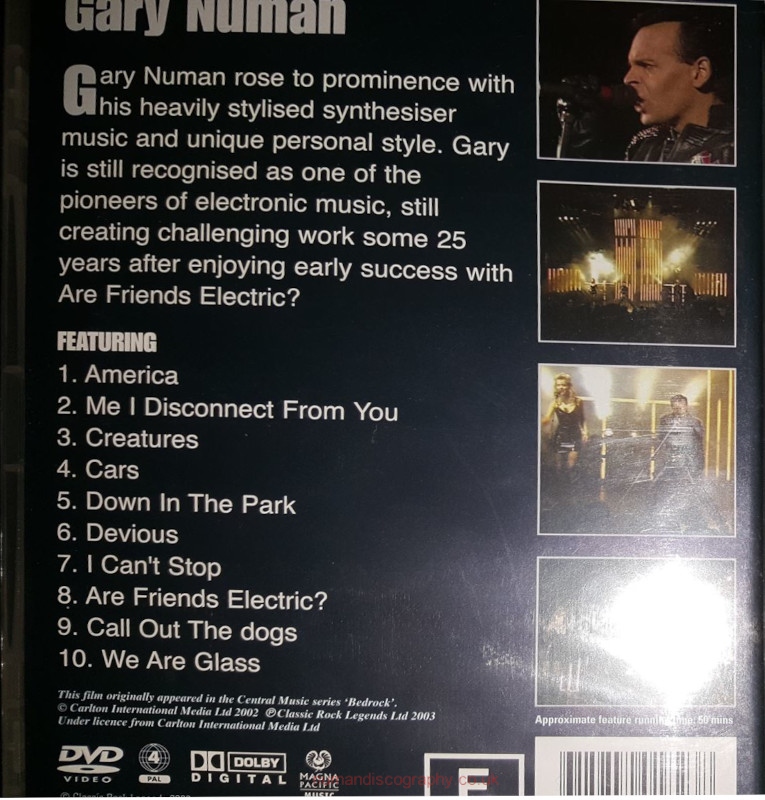 Gary Numan
Gary Numan rose to prominence with
his heavily stylised synthesiser
music and unique personal style. Gary
is still recognised as one of the
pioneers of electronic music, still
creating challenging work some 25
years after enjoying early success with
Are Friends Electric?
FEATURING
1. America
2. Me I Disconnect From You
3. Creatures
4. Cars
5. Down In The Park
6. Devious
7. I Can't Stop
8. Are Friends Electric?
9. Call Out The dogs
10. We Are Glass
This film originally appeared in the Central Music series ‘Bedrock’.
© Carlton International Media Ltd 2002 ℗Classic Rock Legends Ltd 2003
Under licence from Carlton International Media Ltd
Approximate feature running time: 50 mins
DVD
VIDEO
4
PAL
DOLBY
DIGITAL
MAGNA
PACIFIC
MUSIC
E